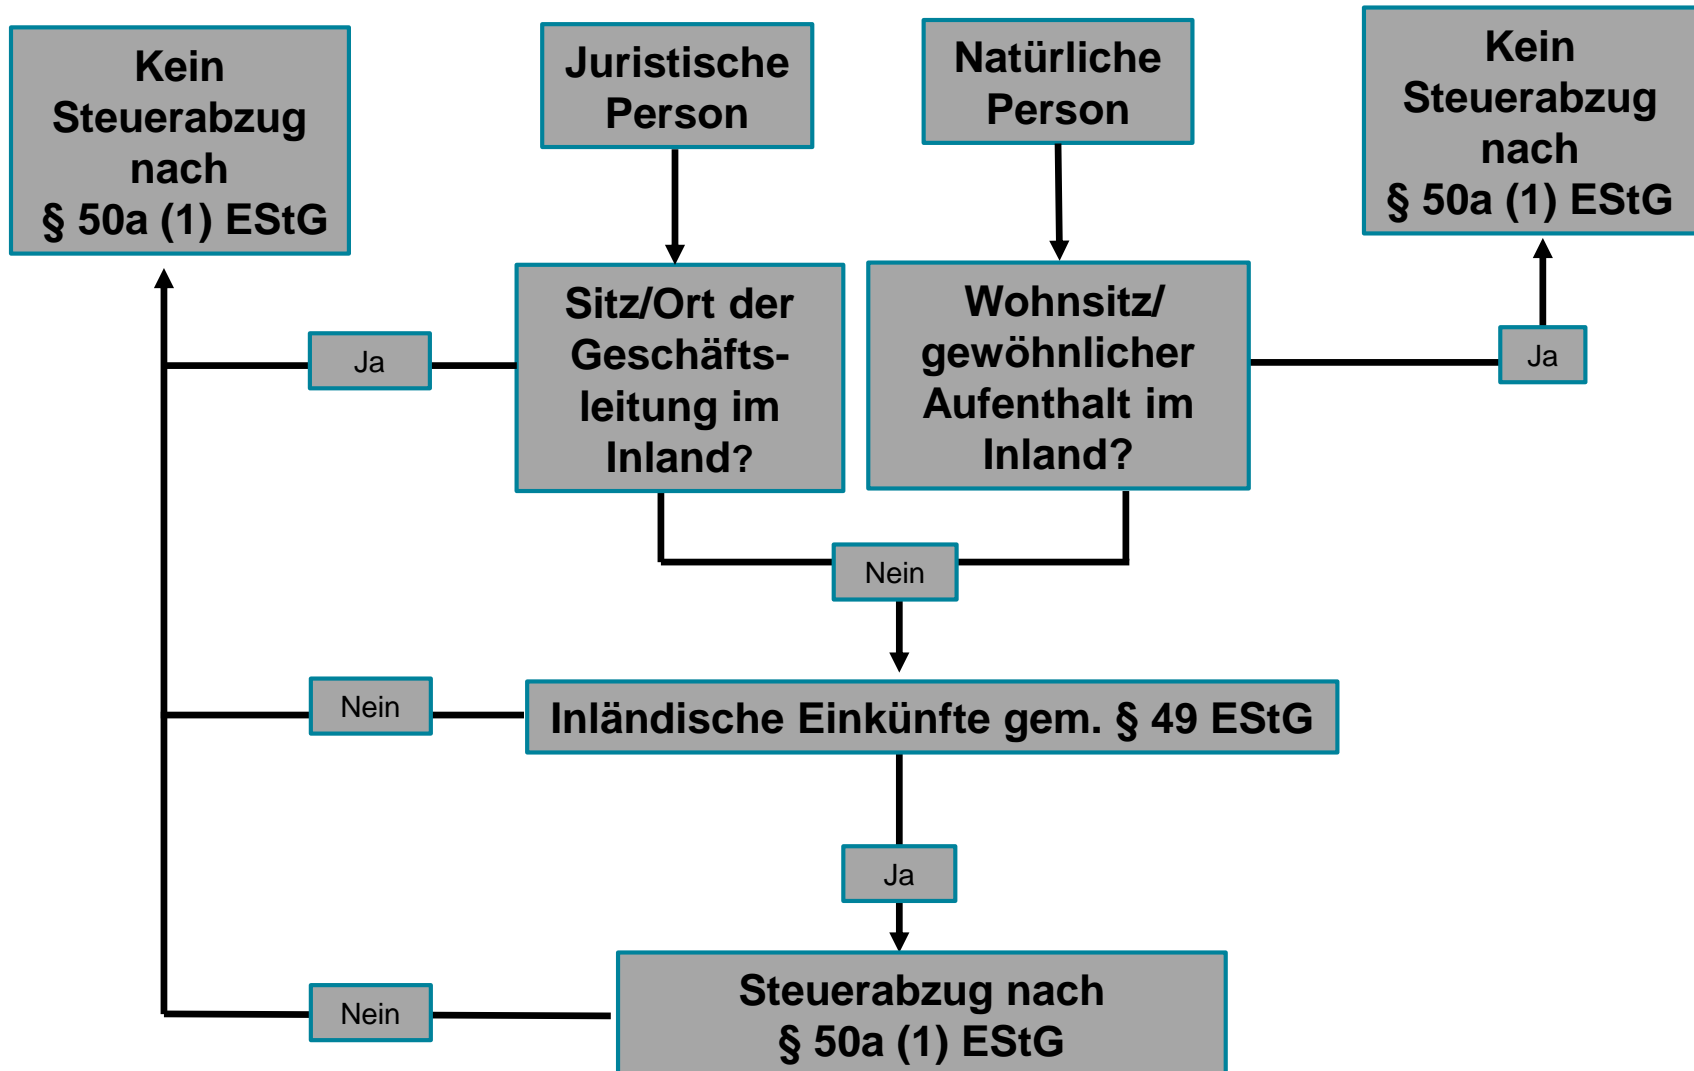 Kein
Steuerabzug
nach
§ 50a (1) EStG
Juristische
Person
Natürliche
Person
Kein
Steuerabzug
nach
§ 50a (1) EStG
Sitz/Ort der
Geschäfts-
leitung im
Inland?
Wohnsitz/
gewöhnlicher
Aufenthalt im
Inland?
Ja
Ja
Nein
Nein
Inländische Einkünfte gem. § 49 EStG
Ja
Nein
Steuerabzug nach
§ 50a (1) EStG